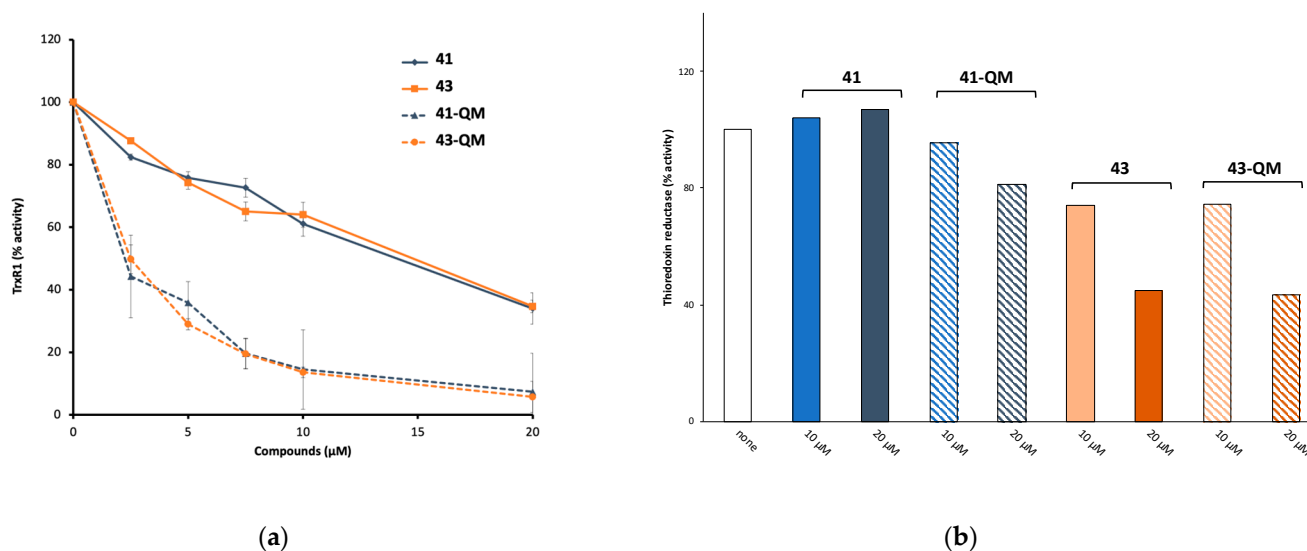 120
100
80
60
40
20
0
0 5 10 15 20
TrxR1 (% activity)
Compounds (µM)
41
43
41-QM
43-QM
(a)
120
80
40
0
Thioredoxin reductase (% activity)
41
41-QM
43
43-QM
none
10 µM
20 µM
10 µM
20 µM
10 µM
20 µM
10 µM
20 µM
(b)